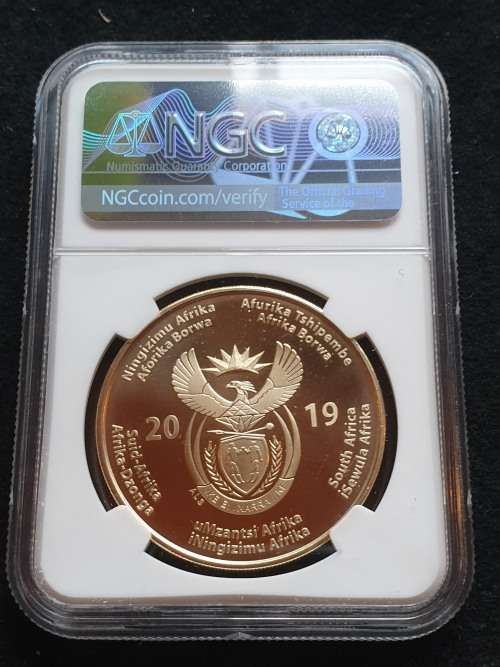 NGC
Numismatic Guaranty Corporation
NGCcoin.com/verify
The Official Grading
Service of the
Ningizimu Afrika
Aforika Borwa
Afurika Tshipembe
Afrika Borwa
20 19
Suid-Afrika
Afrika-Dzonga
South Africa
iSewula Afrika
uMzantsi Afrika
iNingizimu Afrika